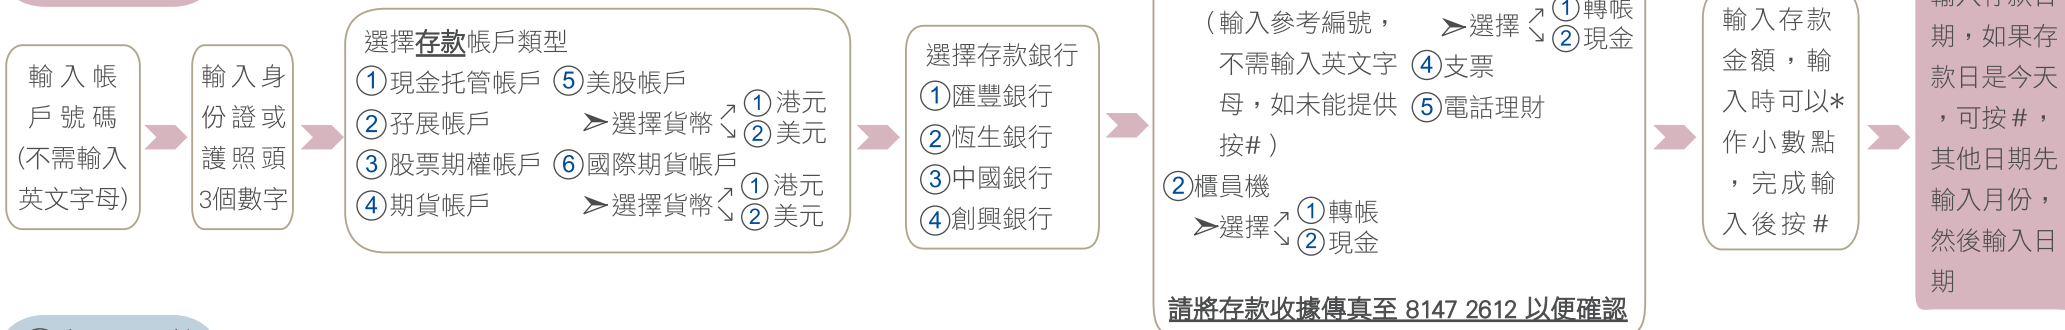 輸入帳
戶號碼
(不需輸入
英文字母)
輸入身
份證或
護照頭
3個數字
選擇存款帳戶類型
①現金托管帳戶
②孖展帳戶
③股票期權帳戶
④期貨帳戶
⑤美股帳戶
➢選擇貨幣
↗①港元
↘②美元
⑥國際期貨帳戶
➢選擇貨幣
↗①港元
↘②美元
選擇存款銀行
①匯豐銀行
②恆生銀行
③中國銀行
④創興銀行
（輸入參考編號，
不需輸入英文字
母，如未能提供
按#）
②櫃員機
➢選擇
↗①轉帳
↘②現金
➢選擇
↗①轉帳
↘②現金
④支票
⑤電話理財
請將存款收據傳真至 8147 2612 以便確認
輸入存款
金額，輸
入時可以*
作小數點
，完成輸
入後按#
輸入存款日
期，如果存
款日是今天
，可按#，
其他日期先
輸入月份，
然後輸入日
期